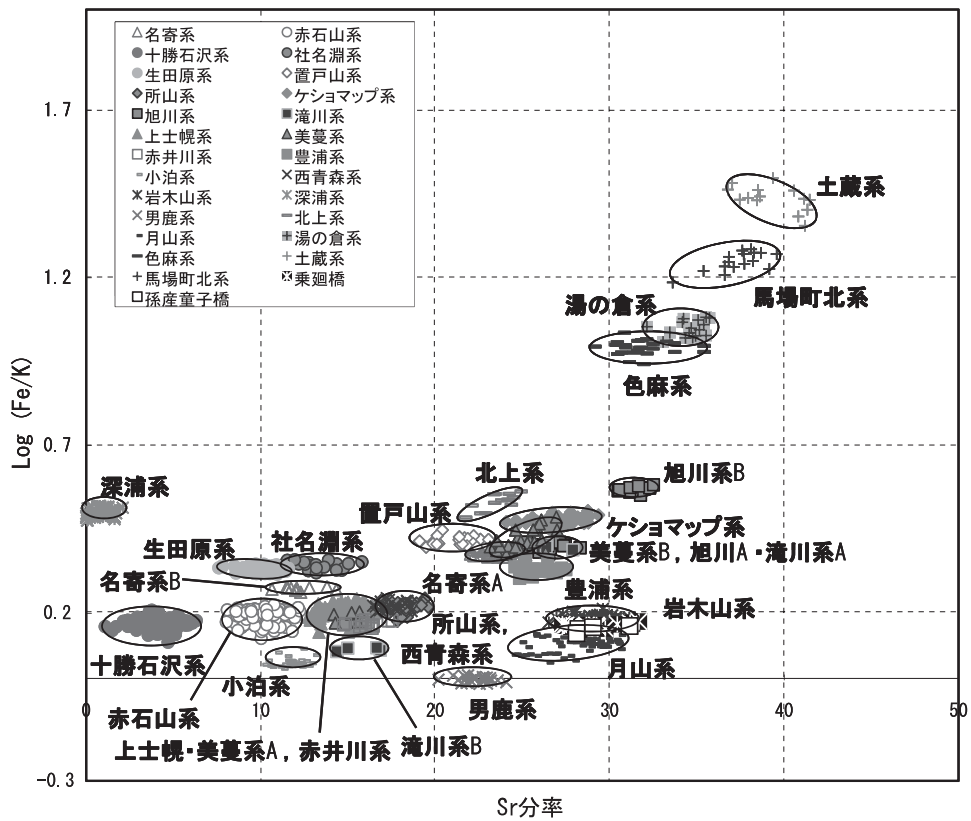 名寄系 赤石山系
十勝石沢系 社名淵系
生田原系 置戸山系
所山系 ケショマップ系
旭川系 滝川系
上士幌系 美蔓系
赤井川系 豊浦系
小泊系 西青森系
岩木山系 深浦系
男鹿系 北上系
月山系 湯の倉系
色麻系 土蔵系
馬場町北系 乗廻橋
孫産童子橋
1.7
土蔵系
1.2
馬場町北系
湯の倉系
色麻系
Log (Fe/K)
0.7
北上系
旭川系B
深浦系
置戸山系
ケショマップ系
生田原系
社名淵系
美蔓系B，旭川A・滝川系A
名寄系B
名寄系A
豊浦系
0.2
岩木山系
所山系，
西青森系
十勝石沢系
月山系
小泊系
赤石山系
男鹿系
0 10 20 30 40 50
上士幌・美蔓系A，赤井川系
滝川系B
-0.3
Sr分率